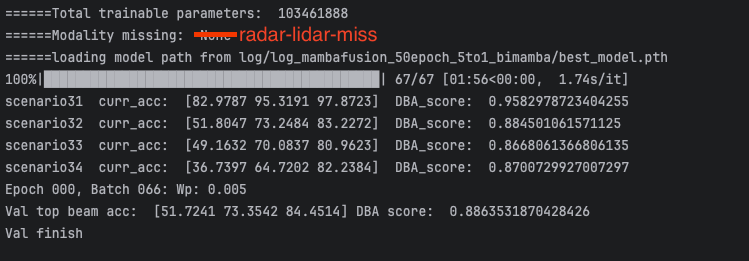 ======Total trainable parameters:  103461888
======Modality missing:  None radar-lidar-miss
======loading model path from log/log_mambafusion_50epoch_5to1_bimamba/best_model.pth
100%|██████████████████████████████████████████| 67/67 [01:56<00:00,  1.74s/it]
scenario31  curr_acc:  [82.9787 95.3191 97.8723]  DBA_score:  0.9582978723404255
scenario32  curr_acc:  [51.8047 73.2484 83.2272]  DBA_score:  0.884501061571125
scenario33  curr_acc:  [49.1632 70.0837 80.9623]  DBA_score:  0.8668061366806135
scenario34  curr_acc:  [36.7397 64.7202 82.2384]  DBA_score:  0.8700729927007297
Epoch 000, Batch 066: Wp: 0.005
Val top beam acc:  [51.7241 73.3542 84.4514] DBA score:  0.8863531870428426
Val finish